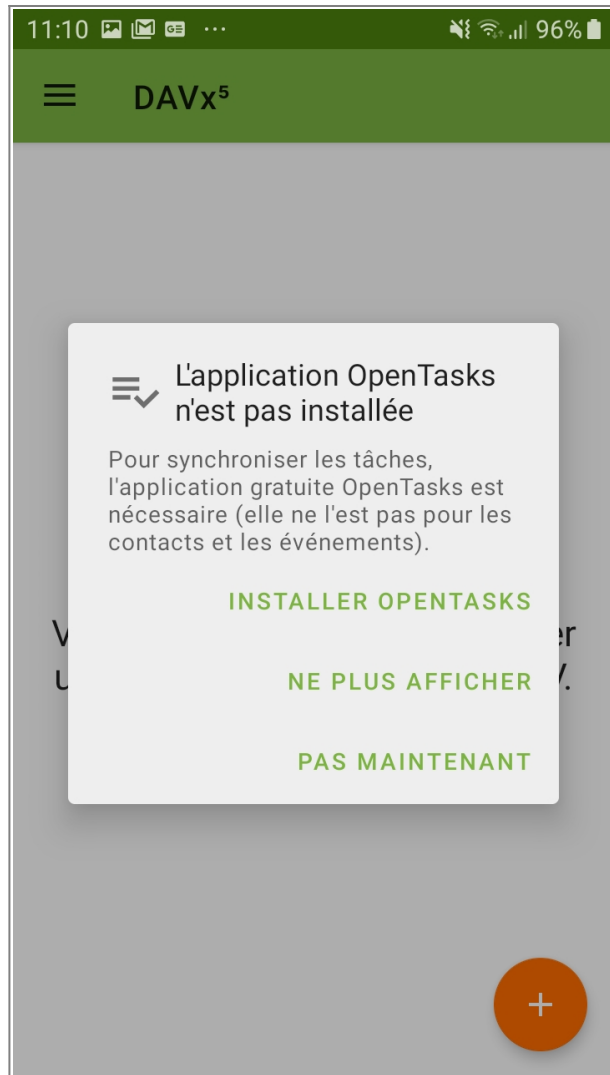 11:10 GE ... 96%
DAVx⁵
L'application OpenTasks
n'est pas installée
Pour synchroniser les tâches,
l'application gratuite OpenTasks est
nécessaire (elle ne l'est pas pour les
contacts et les événements).
INSTALLER OPENTASKS
NE PLUS AFFICHER
PAS MAINTENANT
+